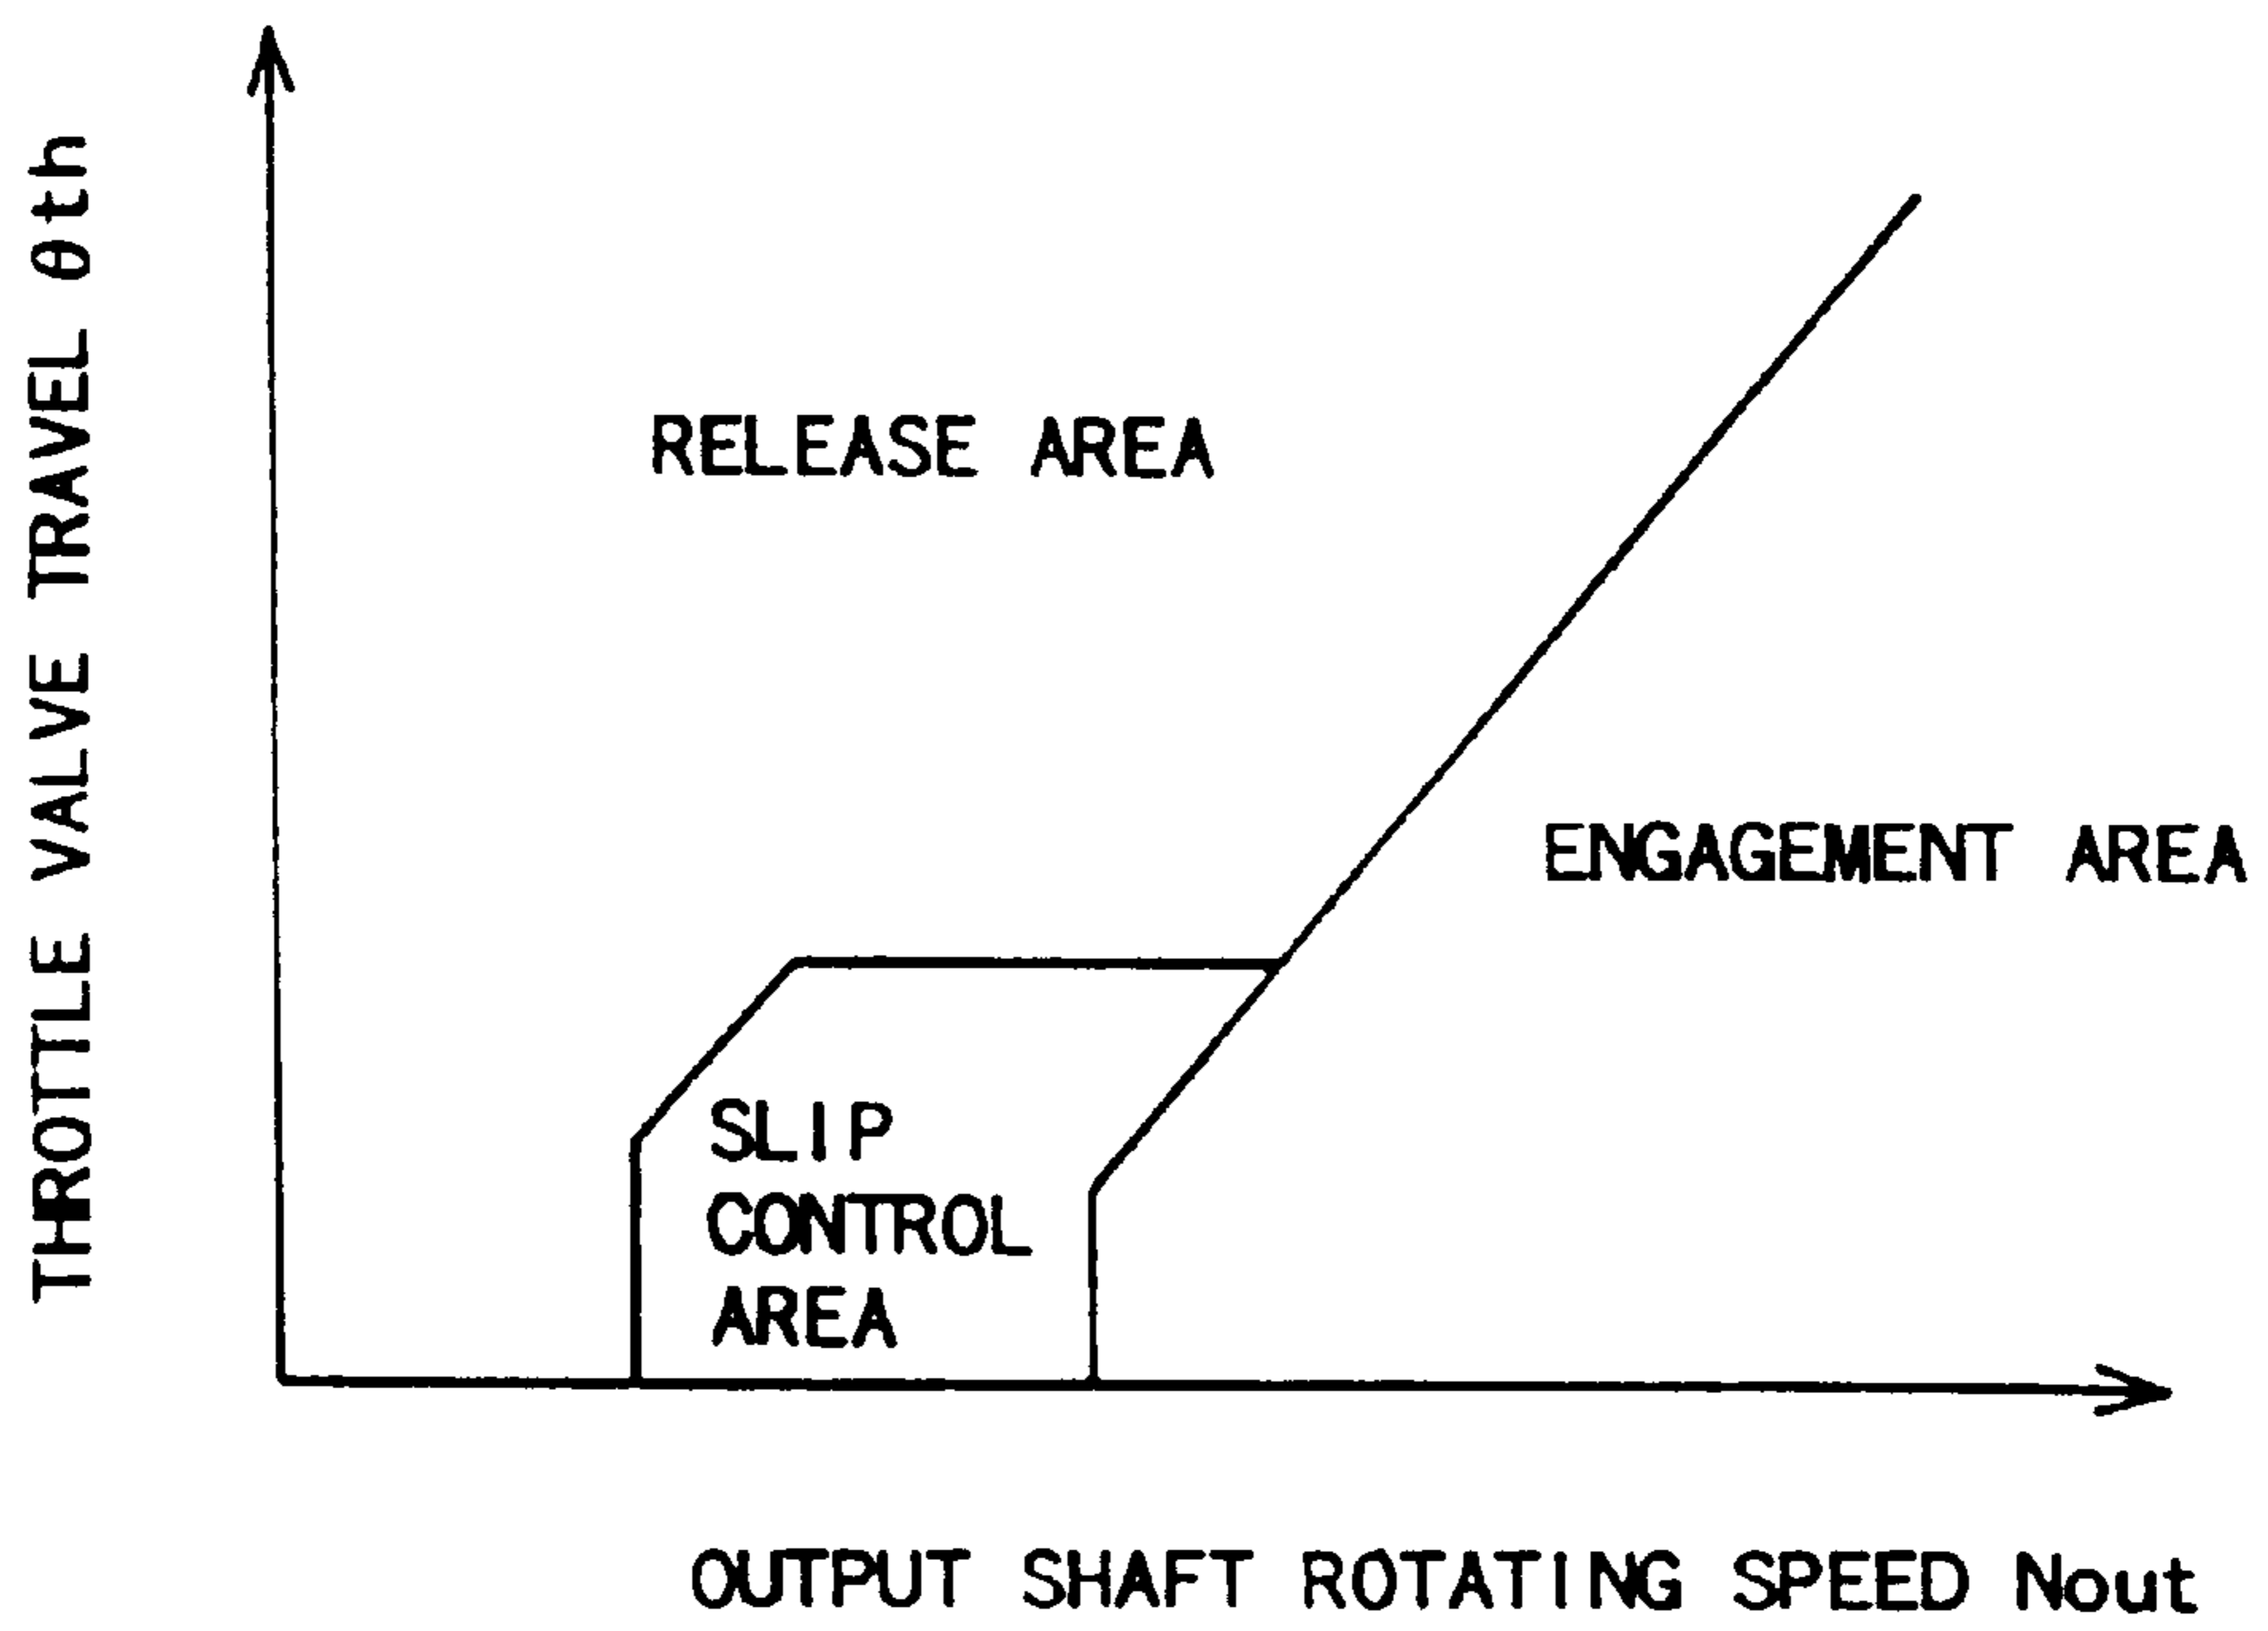 THROTTLE VALVE TRAVEL θth
RELEASE AREA
ENGAGEMENT AREA
SLIP
CONTROL
AREA
OUTPUT SHAFT ROTATING SPEED Nout